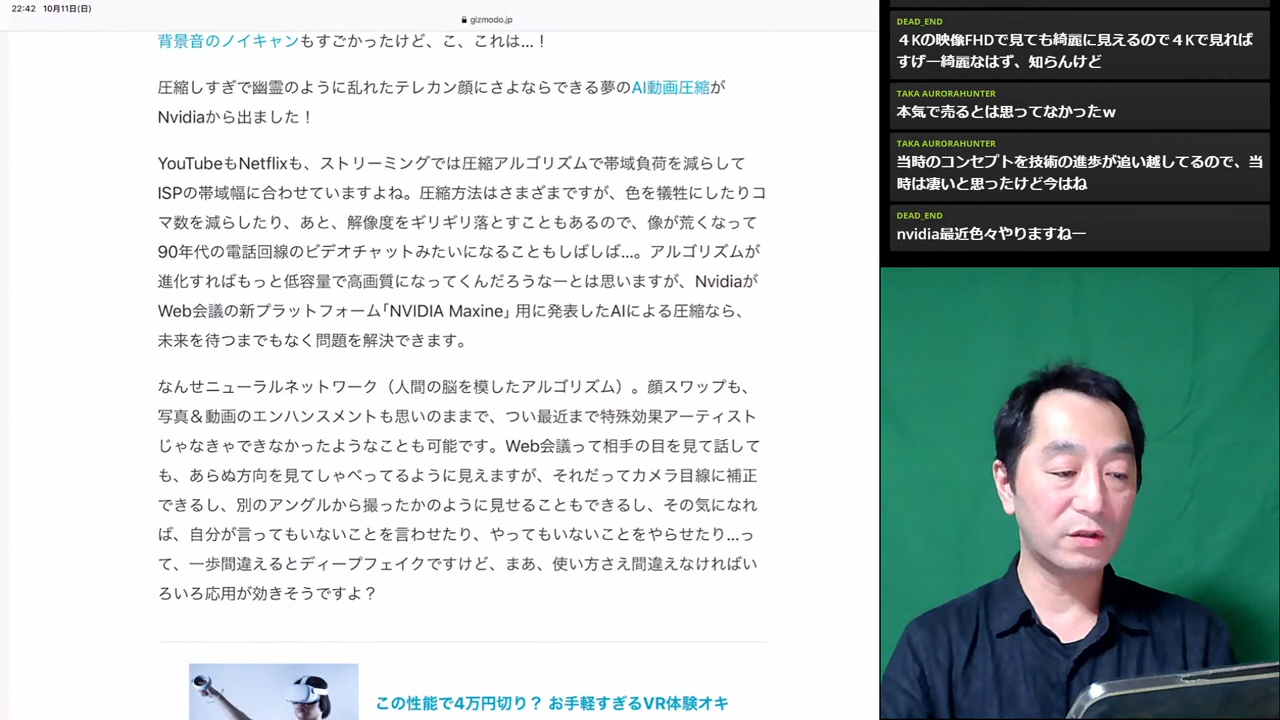 22:42 10月11日(日)
gizmodo.jp
背景音のノイキャンもすごかったけど、こ、これは…！
圧縮しすぎで幽霊のように乱れたテレカン顔にさよならできる夢のAI動画圧縮が
Nvidiaから出ました！
YouTubeもNetflixも、ストリーミングでは圧縮アルゴリズムで帯域負荷を減らして
ISPの帯域幅に合わせていますよね。圧縮方法はさまざまですが、色を犠牲にしたりコ
マ数を減らしたり、あと、解像度をギリギリ落とすこともあるので、像が荒くなって
90年代の電話回線のビデオチャットみたいになることもしばしば…。アルゴリズムが
進化すればもっと低容量で高画質になってくんだろうなーとは思いますが、Nvidiaが
Web会議の新プラットフォーム「NVIDIA Maxine」用に発表したAIによる圧縮なら、
未来を待つまでもなく問題を解決できます。
なんせニューラルネットワーク（人間の脳を模したアルゴリズム）。顔スワップも、
写真＆動画のエンハンスメントも思いのままで、つい最近まで特殊効果アーティスト
じゃなきゃできなかったようなことも可能です。Web会議って相手の目を見て話して
も、あらぬ方向を見てしゃべってるように見えますが、それだってカメラ目線に補正
できるし、別のアングルから撮ったかのように見せることもできるし、その気になれ
ば、自分が言ってもいないことを言わせたり、やってもいないことをやらせたり…っ
て、一歩間違えるとディープフェイクですけど、まあ、使い方さえ間違えなければい
ろいろ応用が効きそうですよ？
この性能で4万円切り？ お手軽すぎるVR体験オキ
DEAD_END
４Kの映像FHDで見ても綺麗に見えるので４Kで見れば
すげー綺麗なはず、知らんけど
TAKA AURORAHUNTER
本気で売るとは思ってなかったｗ
TAKA AURORAHUNTER
当時のコンセプトを技術の進歩が追い越してるので、当
時は凄いと思ったけど今はね
DEAD_END
nvidia最近色々やりますねー